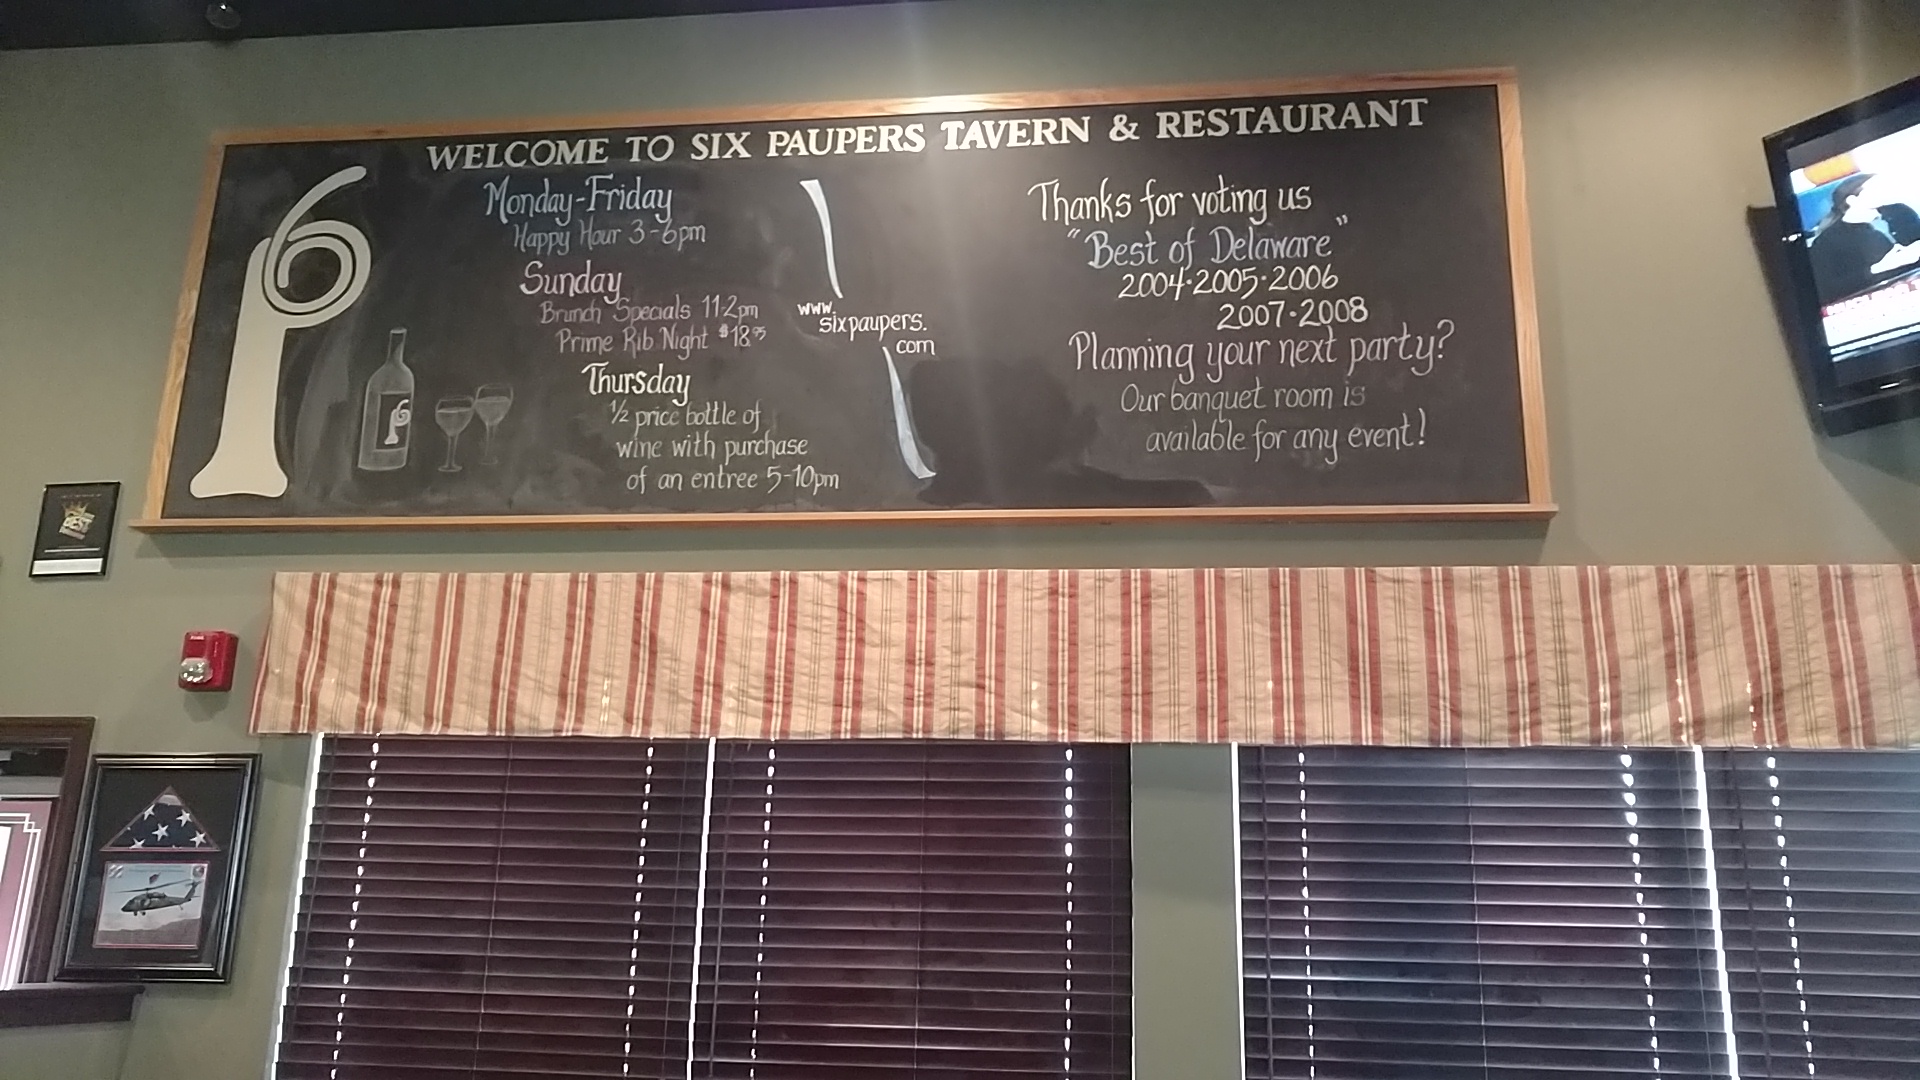 WELCOME TO SIX PAUPERS TAVERN & RESTAURANT
6
Monday-Friday
Happy Hour 3-6pm
Sunday
Brunch Specials 11-2pm
Prime Rib Night $18.95
Thursday
1/2 price bottle of
wine with purchase
of an entree 5-10pm
www.
sixpaupers.
com
Thanks for voting us
"Best of Delaware"
2004·2005·2006
2007·2008
Planning your next party?
Our banquet room is
available for any event!
BEST